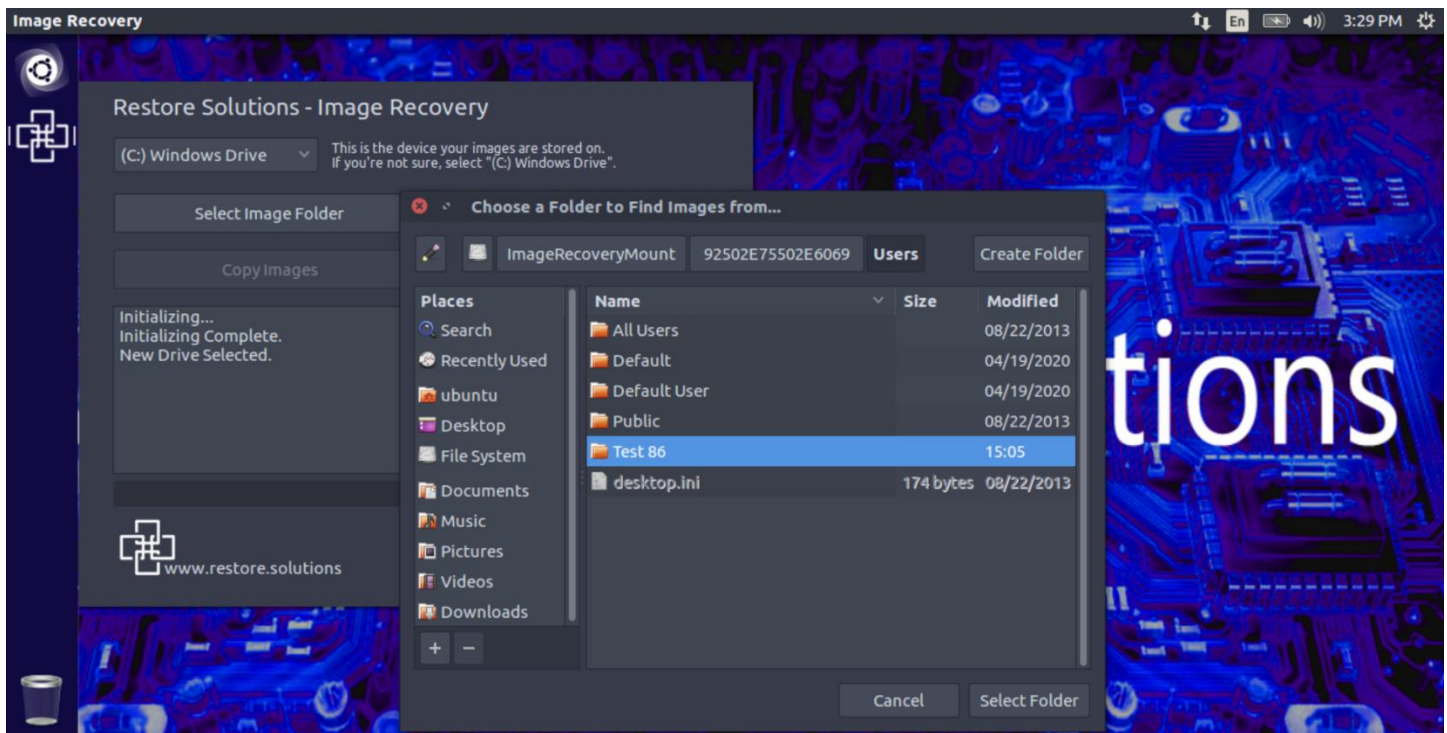 Image Recovery
En
3:29 PM
Restore Solutions - Image Recovery
(C:) Windows Drive
This is the device your images are stored on.
If you're not sure, select "(C:) Windows Drive".
Select Image Folder
Copy Images
Initializing...
Initializing Complete.
New Drive Selected.
www.restore.solutions
Choose a Folder to Find Images from...
ImageRecoveryMount 92502E75502E6069 Users Create Folder
Places
Search
Recently Used
ubuntu
Desktop
File System
Documents
Music
Pictures
Videos
Downloads
+ −
Name Size Modified
All Users 08/22/2013
Default 04/19/2020
Default User 04/19/2020
Public 08/22/2013
Test 86 15:05
desktop.ini 174 bytes 08/22/2013
Cancel Select Folder
tions